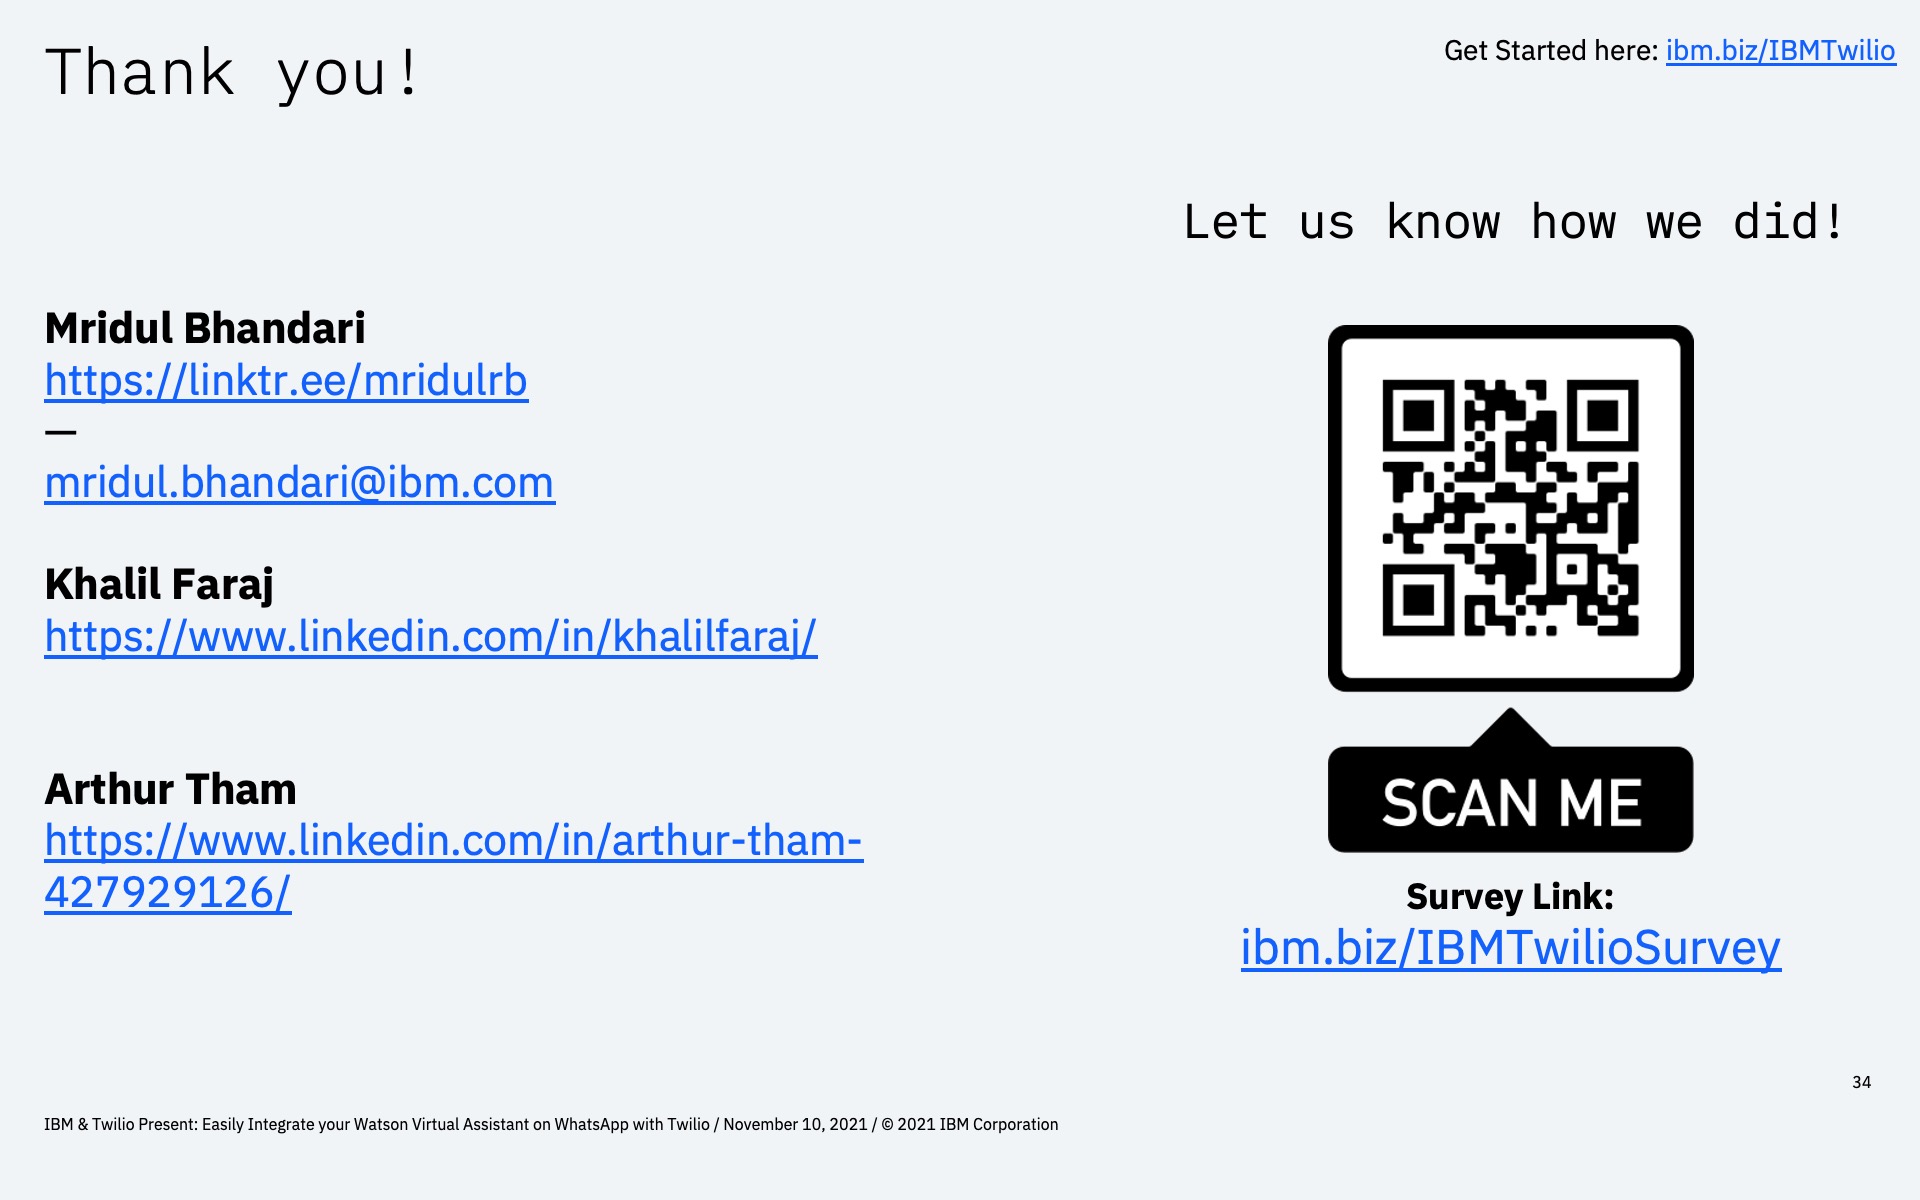 Thank you!
Get Started here: ibm.biz/IBMTwilio
Let us know how we did!
Mridul Bhandari
https://linktr.ee/mridulrb
—
mridul.bhandari@ibm.com
Khalil Faraj
https://www.linkedin.com/in/khalilfaraj/
Arthur Tham
https://www.linkedin.com/in/arthur-tham-
427929126/
SCAN ME
Survey Link:
ibm.biz/IBMTwilioSurvey
34
IBM & Twilio Present: Easily Integrate your Watson Virtual Assistant on WhatsApp with Twilio / November 10, 2021 / © 2021 IBM Corporation